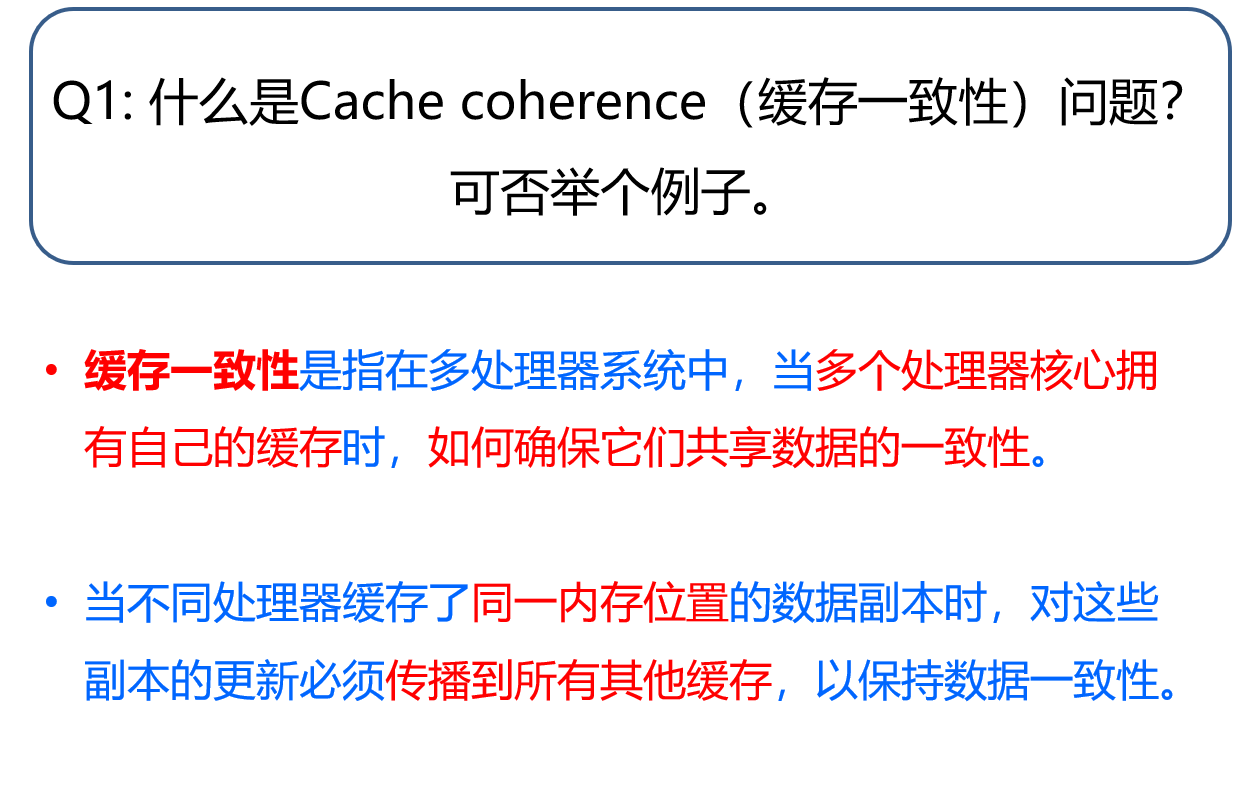 Q1: 什么是Cache coherence（缓存一致性）问题？
可否举个例子。
• 缓存一致性是指在多处理器系统中，当多个处理器核心拥
有自己的缓存时，如何确保它们共享数据的一致性。
• 当不同处理器缓存了同一内存位置的数据副本时，对这些
副本的更新必须传播到所有其他缓存，以保持数据一致性。